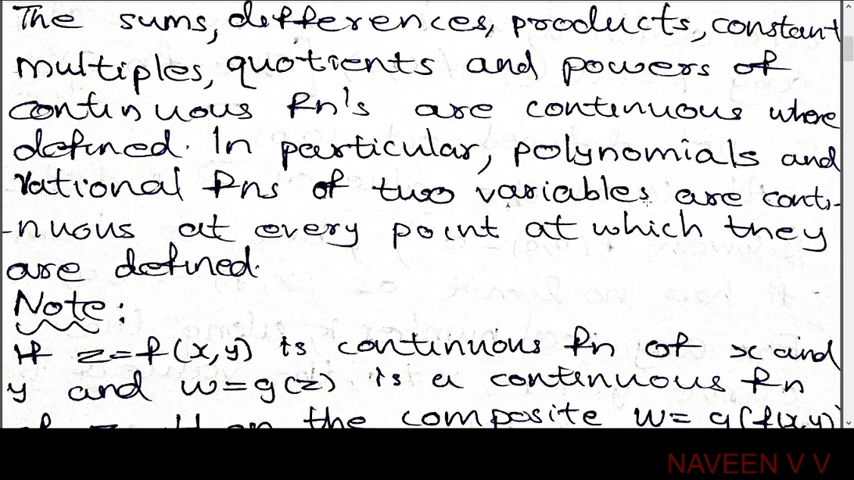 The sums, differences, products, constant
multiples, quotients and powers of
continuous fn's are continuous where
defined. In particular, polynomials and
rational fns of two variables are conti-
-nuous at every point at which they
are defined.
Note:
If z=f(x,y) is continuous fn of x and
y and w=g(z) is a continuous fn
of z then the composite w= g(f(x,y)
NAVEEN V V